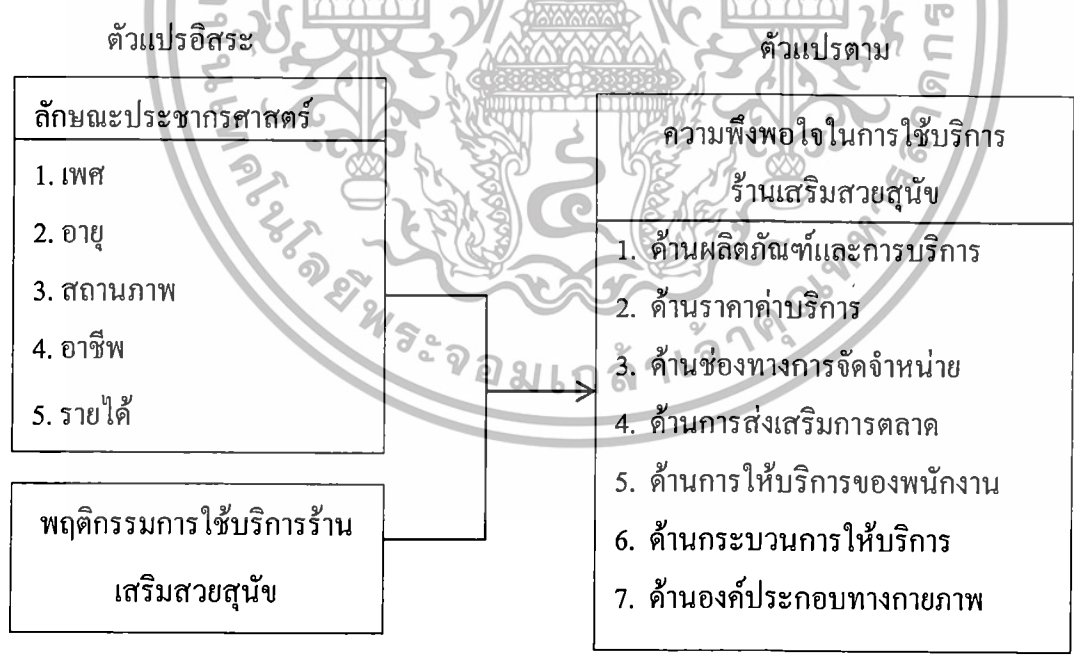 ตัวแปรอิสระ
ตัวแปรตาม
ลักษณะประชากรศาสตร์
1. เพศ
2. อายุ
3. สถานภาพ
4. อาชีพ
5. รายได้
พฤติกรรมการใช้บริการร้าน
เสริมสวยสุนัข
ความพึงพอใจในการใช้บริการ
ร้านเสริมสวยสุนัข
1. ด้านผลิตภัณฑ์และการบริการ
2. ด้านราคาค่าบริการ
3. ด้านช่องทางการจัดจำหน่าย
4. ด้านการส่งเสริมการตลาด
5. ด้านการให้บริการของพนักงาน
6. ด้านกระบวนการให้บริการ
7. ด้านองค์ประกอบทางกายภาพ